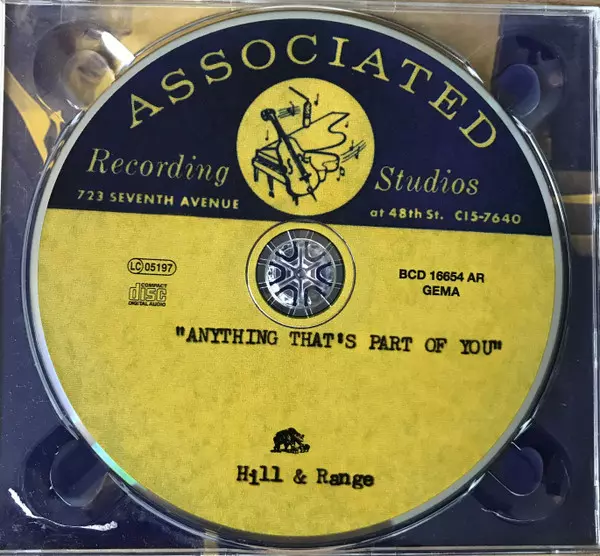 ASSOCIATED
Recording Studios
723 SEVENTH AVENUE at 48th St. CI5-7640
LC 05197
COMPACT
disc
DIGITAL AUDIO
BCD 16654 AR
GEMA
"ANYTHING THAT'S PART OF YOU"
Hill & Range